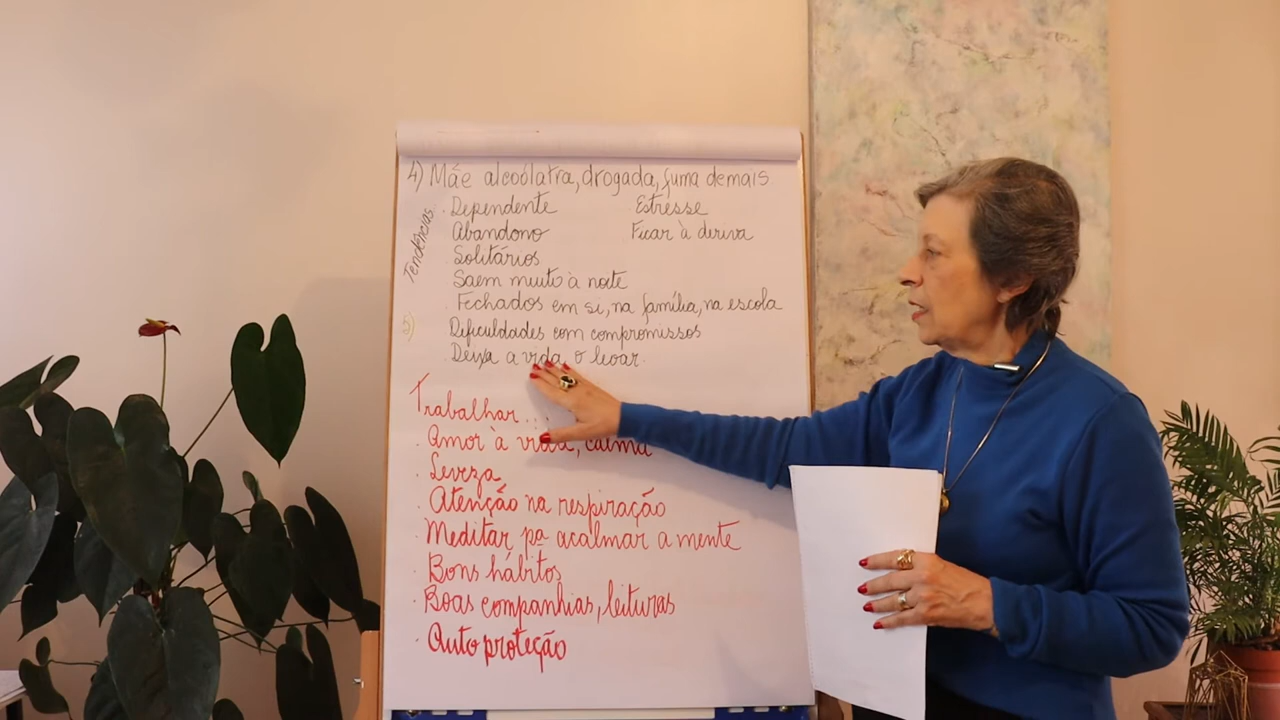 4) Mãe alcoólatra, drogada, fuma demais
Tendências
. Dependente
. Estresse
Abandono
Ficar à deriva
Solitários
Saem muito à noite
Fechados em si, na família, na escola
Dificuldades com compromissos
. Deixa a vida o levar.
Trabalhar...
. Amor à vida, calma
. Leveza
. Atenção na respiração
. Meditar pa acalmar a mente
. Bons hábitos
. Boas companhias, leituras
. Auto proteção